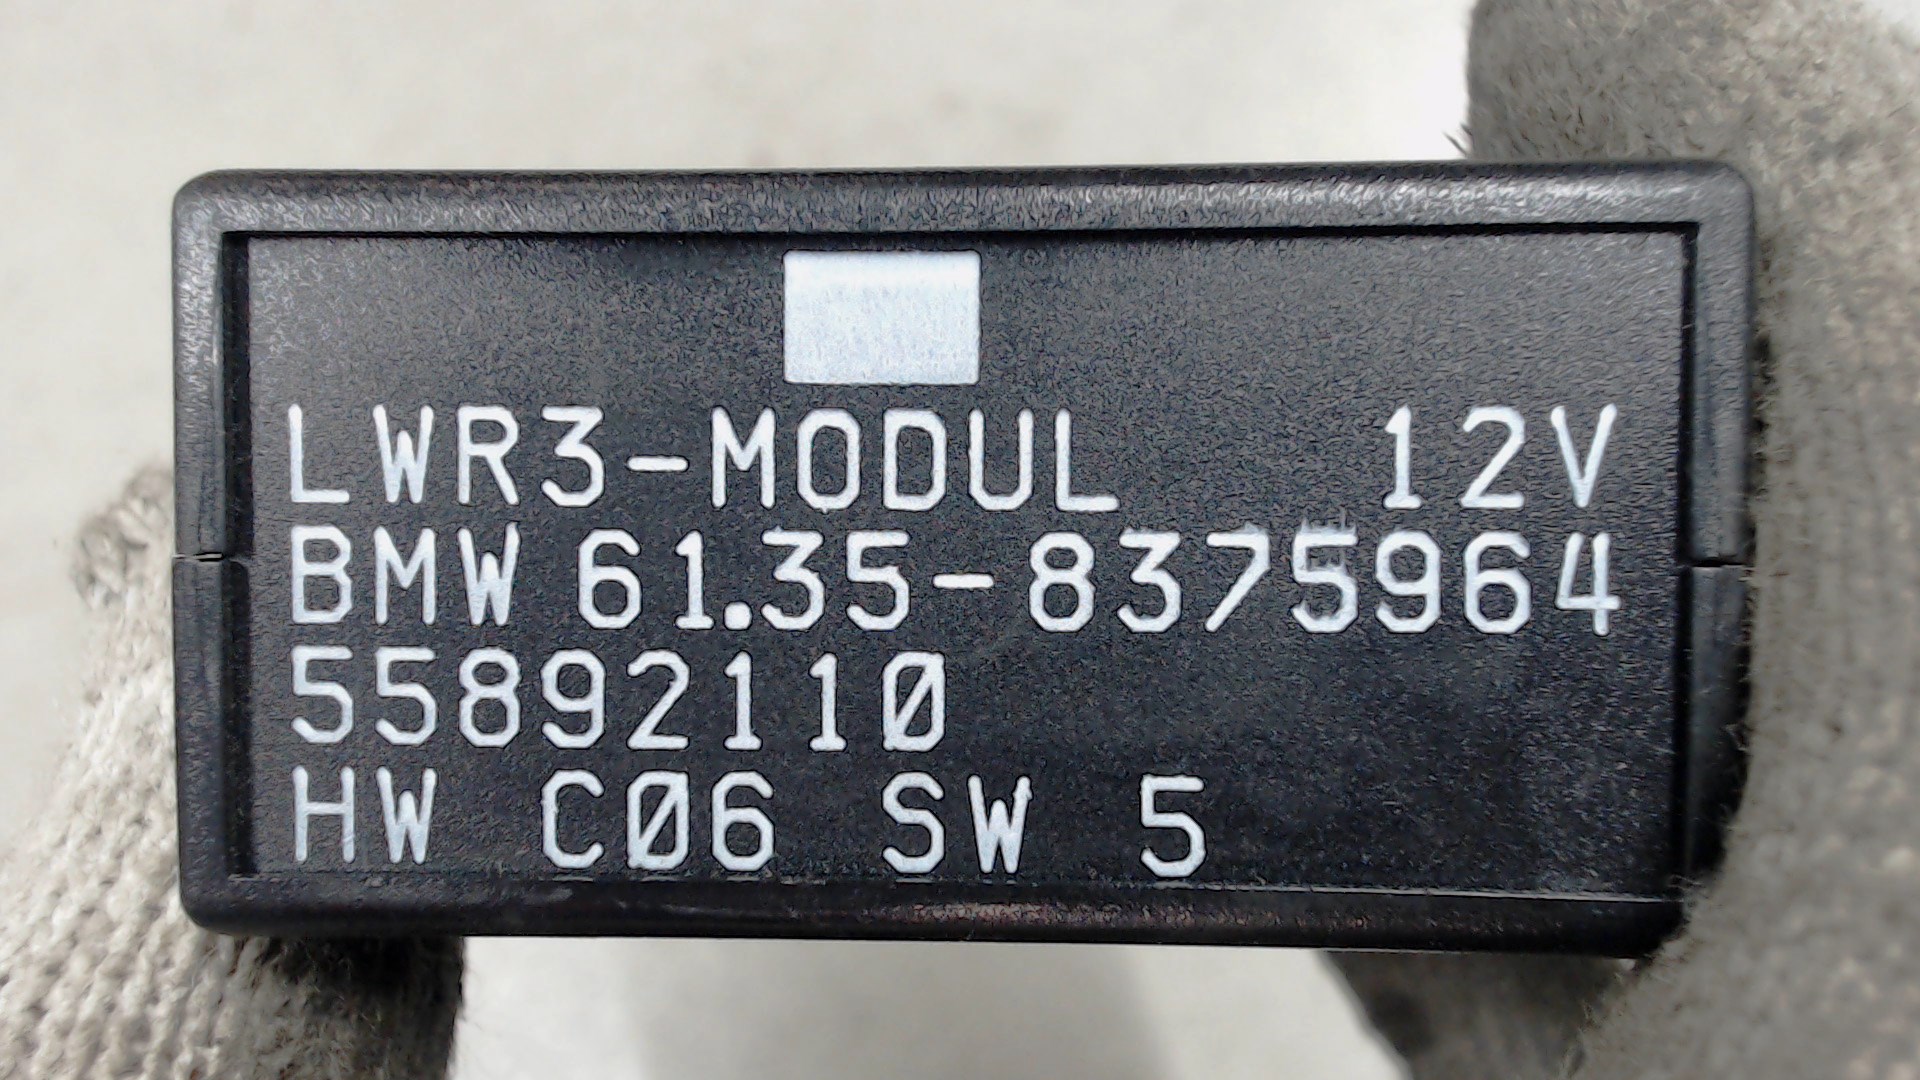 LWR3-MODUL 12V
BMW 61.35-8375964
55892110
HW C06 SW 5